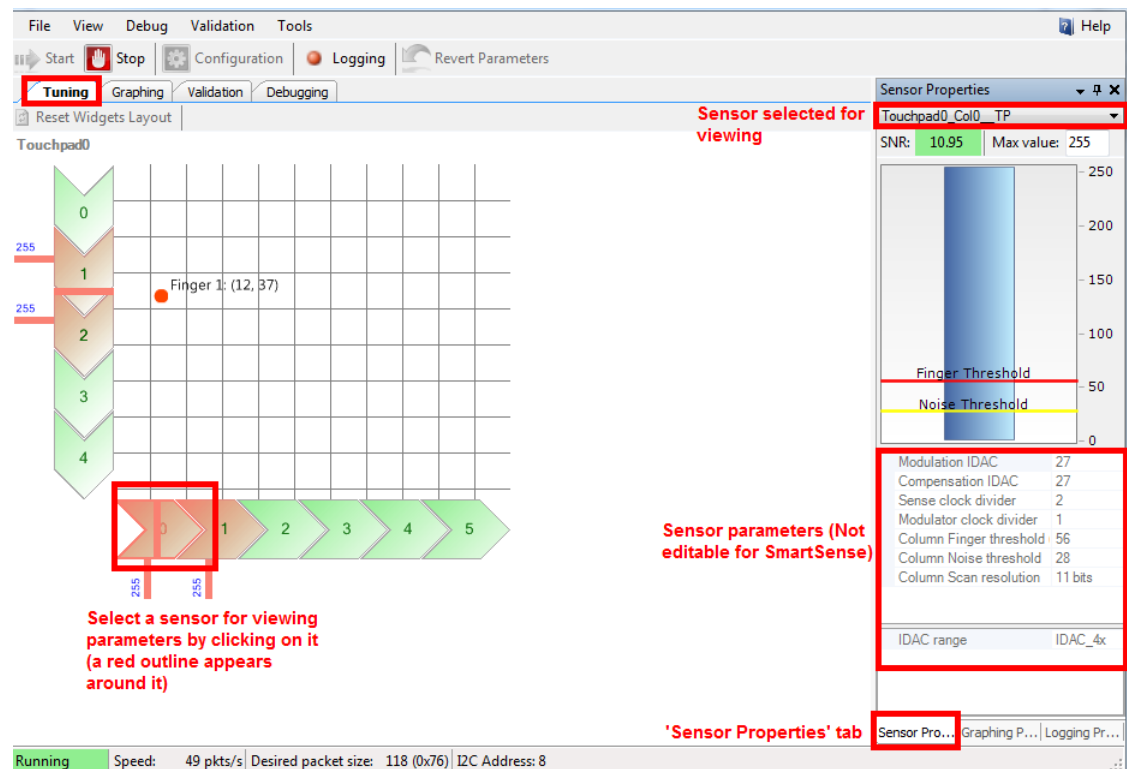 File View Debug Validation Tools Help
Start Stop Configuration Logging Revert Parameters
Tuning Graphing Validation Debugging
Reset Widgets Layout
Touchpad0
0
255
1
255
2
3
4
Finger 1: (12, 37)
0 1 2 3 4 5
255 255
Select a sensor for viewing
parameters by clicking on it
(a red outline appears
around it)
Sensor selected for
viewing
Sensor Properties
Touchpad0_Col0__TP
SNR: 10.95 Max value: 255
250
200
150
100
Finger Threshold
50
Noise Threshold
0
Sensor parameters (Not
editable for SmartSense)
Modulation IDAC 27
Compensation IDAC 27
Sense clock divider 2
Modulator clock divider 1
Column Finger threshold 56
Column Noise threshold 28
Column Scan resolution 11 bits
IDAC range IDAC_4x
'Sensor Properties' tab
Sensor Pro... Graphing P... Logging Pr...
Running Speed: 49 pkts/s Desired packet size: 118 (0x76) I2C Address: 8